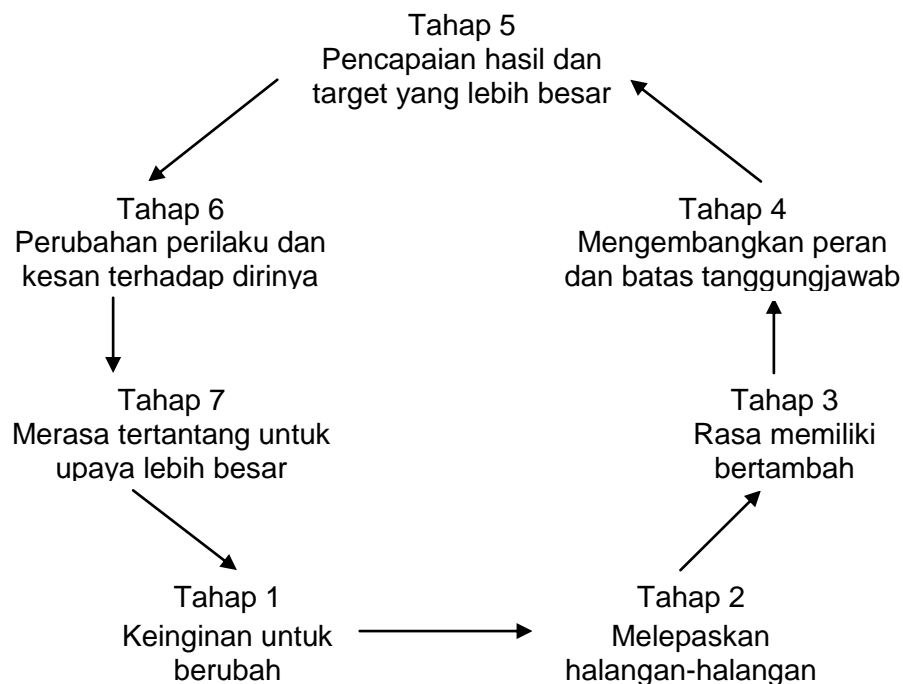 Tahap 5
Pencapaian hasil dan
target yang lebih besar
Tahap 6
Perubahan perilaku dan
kesan terhadap dirinya
Tahap 4
Mengembangkan peran
dan batas tanggungjawab
Tahap 7
Merasa tertantang untuk
upaya lebih besar
Tahap 3
Rasa memiliki
bertambah
Tahap 1
Keinginan untuk
berubah
Tahap 2
Melepaskan
halangan-halangan